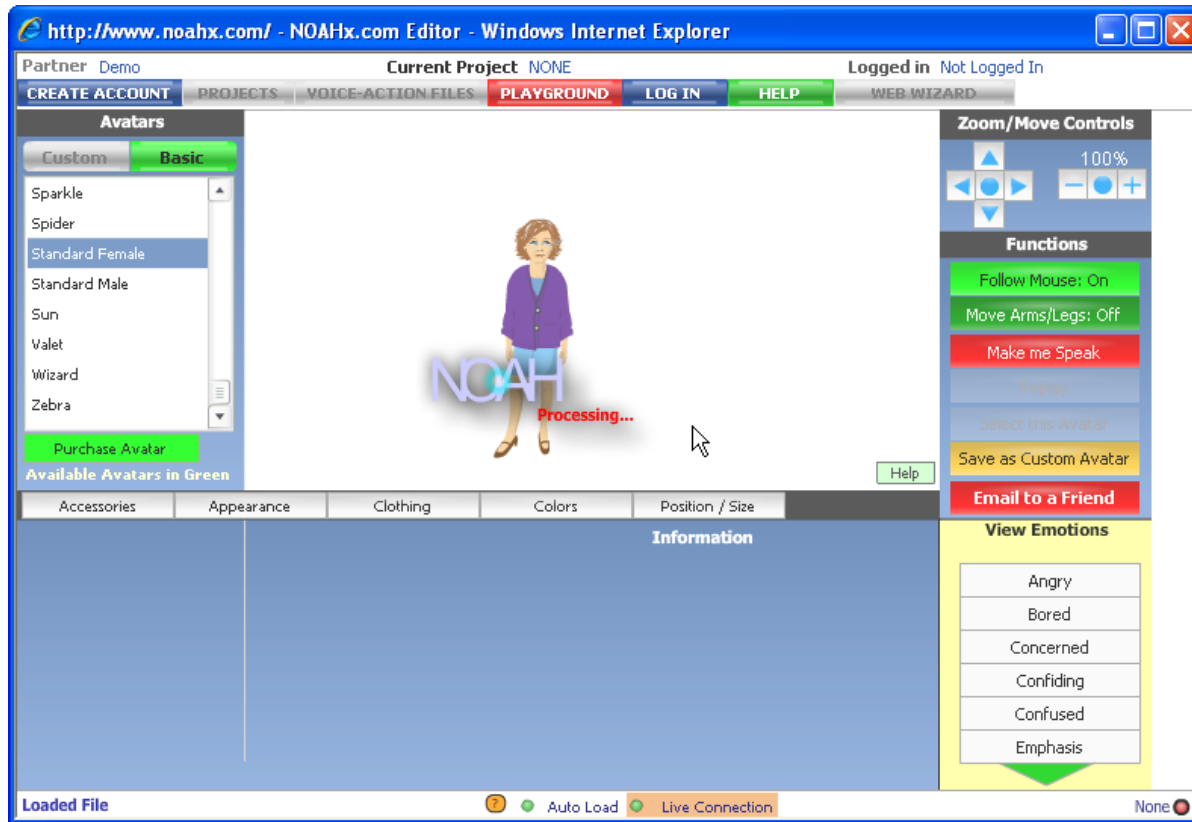 http://www.noahx.com/ - NOAHx.com Editor - Windows Internet Explorer
Partner Demo Current Project NONE Logged in Not Logged In
CREATE ACCOUNT PROJECTS VOICE-ACTION FILES PLAYGROUND LOG IN HELP WEB WIZARD
Avatars
Custom Basic
Sparkle
Spider
Standard Female
Standard Male
Sun
Valet
Wizard
Zebra
Purchase Avatar
Available Avatars in Green
NOAH
Processing...
Help
Zoom/Move Controls
100%
Functions
Follow Mouse: On
Move Arms/Legs: Off
Make me Speak
Select this Avatar
Save as Custom Avatar
Email to a Friend
Accessories Appearance Clothing Colors Position / Size
Information
View Emotions
Angry
Bored
Concerned
Confiding
Confused
Emphasis
Loaded File ? Auto Load Live Connection None